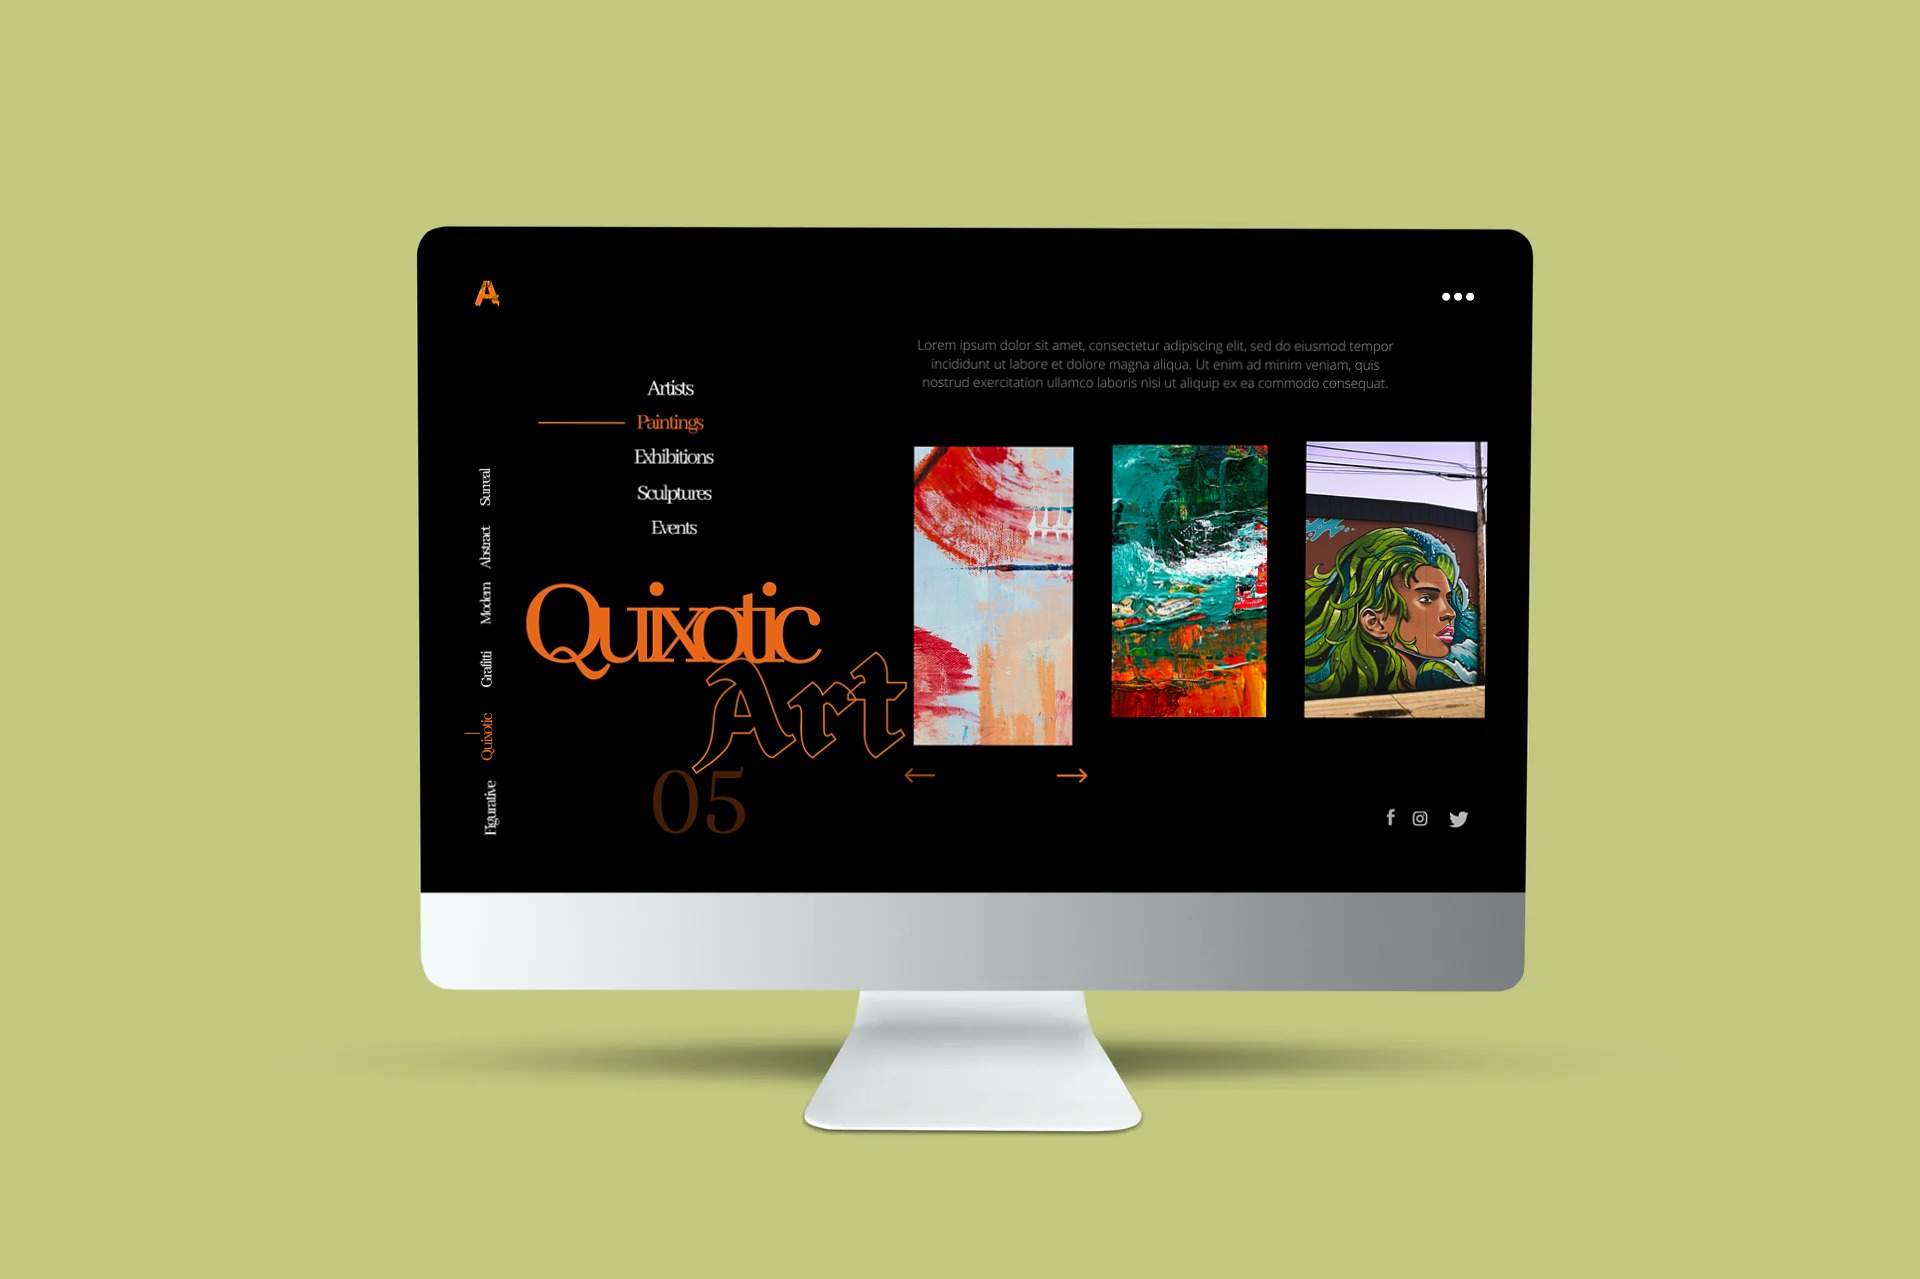 A
Lorem ipsum dolor sit amet, consectetur adipiscing elit, sed do eiusmod tempor
incididunt ut labore et dolore magna aliqua. Ut enim ad minim veniam, quis
nostrud exercitation ullamco laboris nisi ut aliquip ex ea commodo consequat.
Artists
Paintings
Exhibitions
Sculptures
Events
Surreal
Abstract
Modern
Grafitti
Quixotic
Figurative
Quixotic
Art
05
f